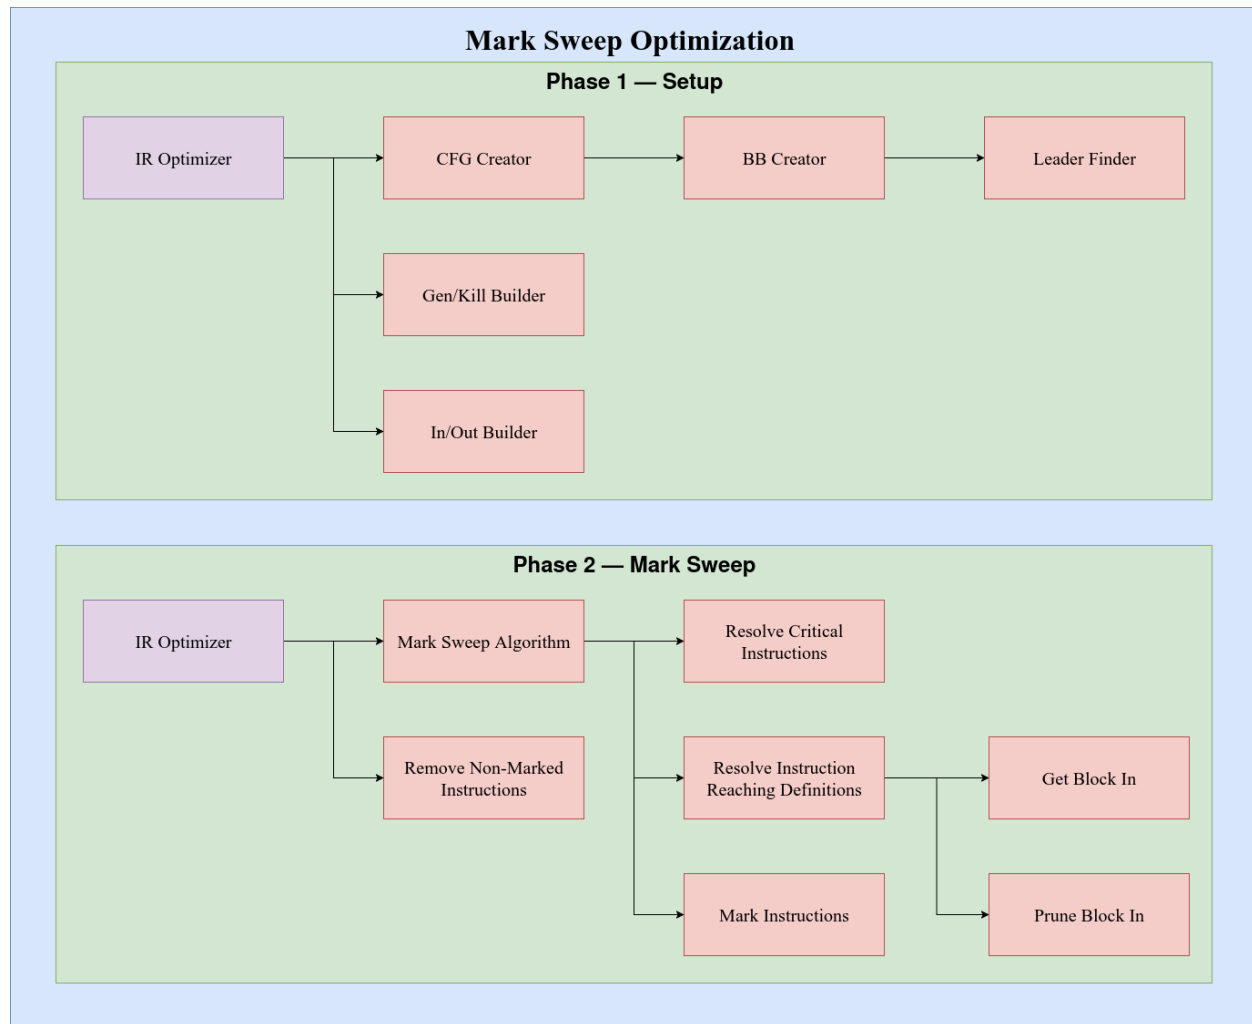 Mark Sweep Optimization
Phase 1 — Setup
IR Optimizer
CFG Creator
BB Creator
Leader Finder
Gen/Kill Builder
In/Out Builder
Phase 2 — Mark Sweep
IR Optimizer
Mark Sweep Algorithm
Resolve Critical
Instructions
Remove Non-Marked
Instructions
Resolve Instruction
Reaching Definitions
Get Block In
Mark Instructions
Prune Block In